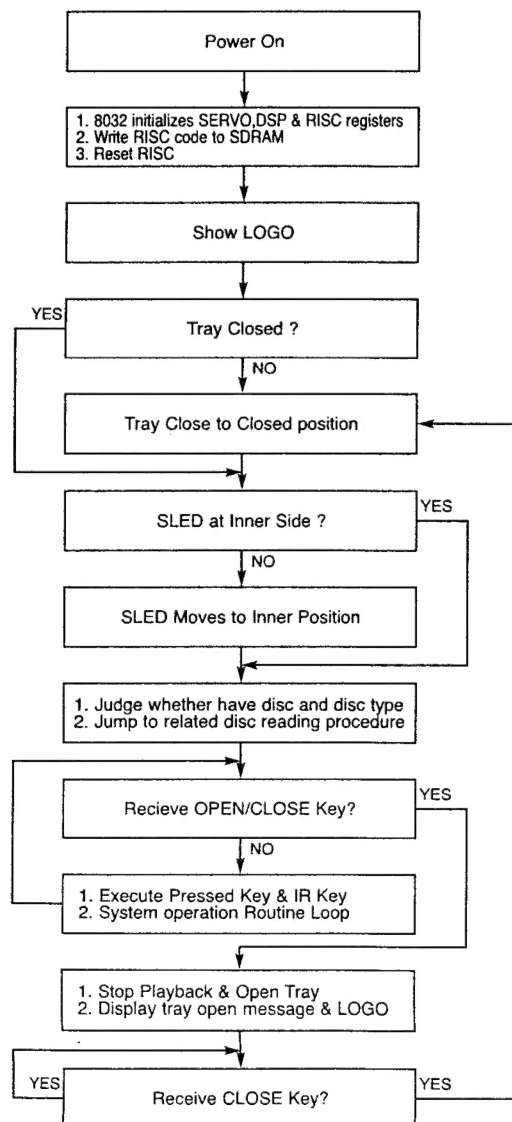 Power On
1. 8032 initializes SERVO,DSP & RISC registers
2. Write RISC code to SDRAM
3. Reset RISC
Show LOGO
YES
Tray Closed ?
NO
Tray Close to Closed position
SLED at Inner Side ?
YES
NO
SLED Moves to Inner Position
1. Judge whether have disc and disc type
2. Jump to related disc reading procedure
Recieve OPEN/CLOSE Key?
YES
NO
1. Execute Pressed Key & IR Key
2. System operation Routine Loop
1. Stop Playback & Open Tray
2. Display tray open message & LOGO
YES
Receive CLOSE Key?
YES